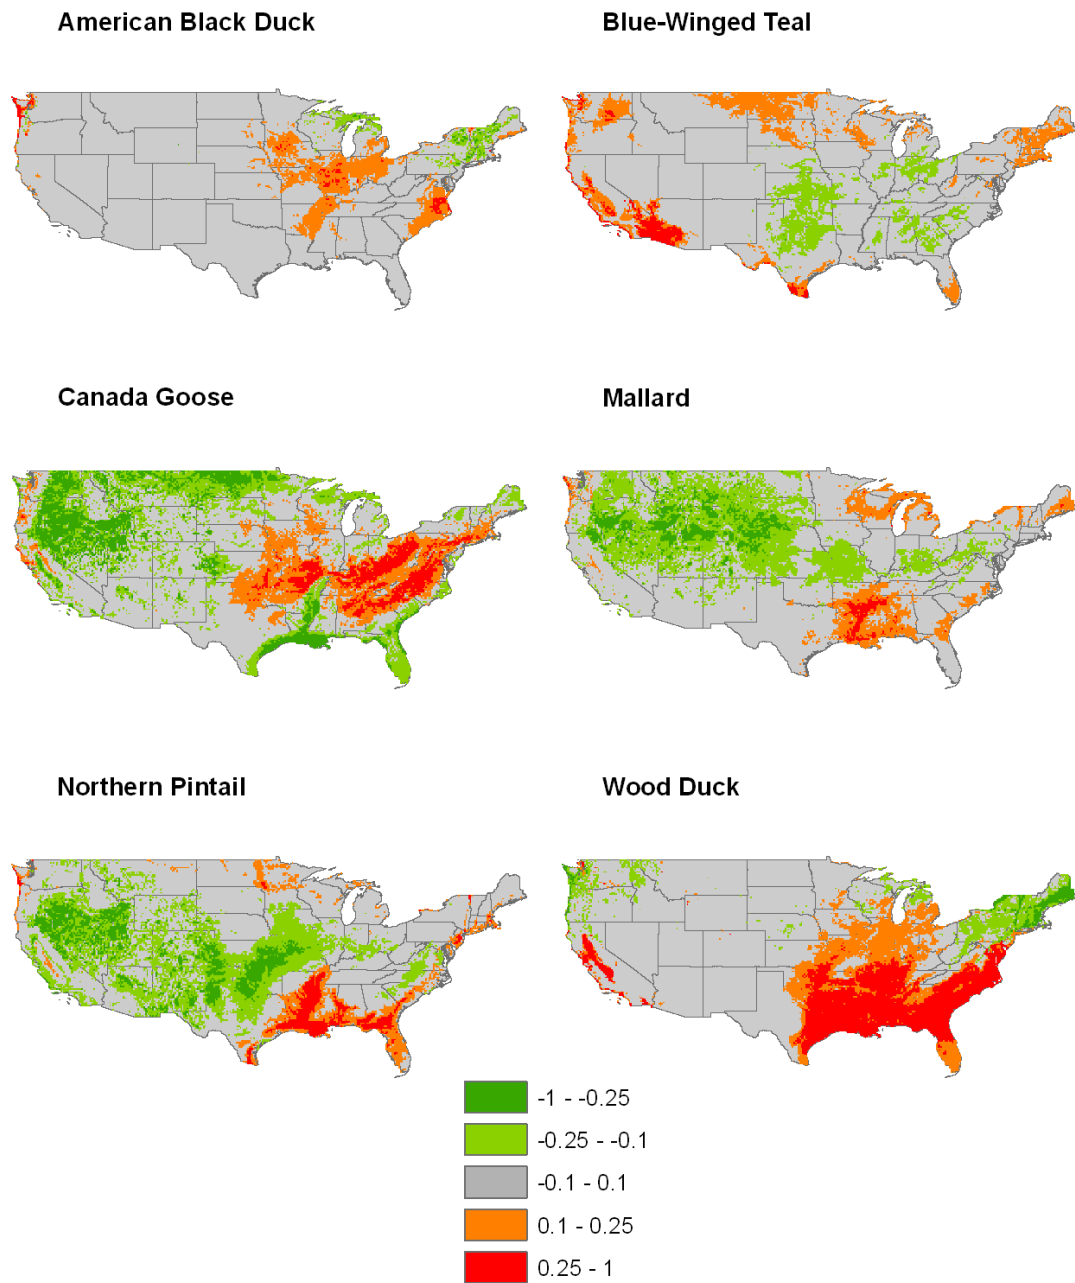 American Black Duck
Blue-Winged Teal
Canada Goose
Mallard
Northern Pintail
Wood Duck
-1 - -0.25
-0.25 - -0.1
-0.1 - 0.1
0.1 - 0.25
0.25 - 1